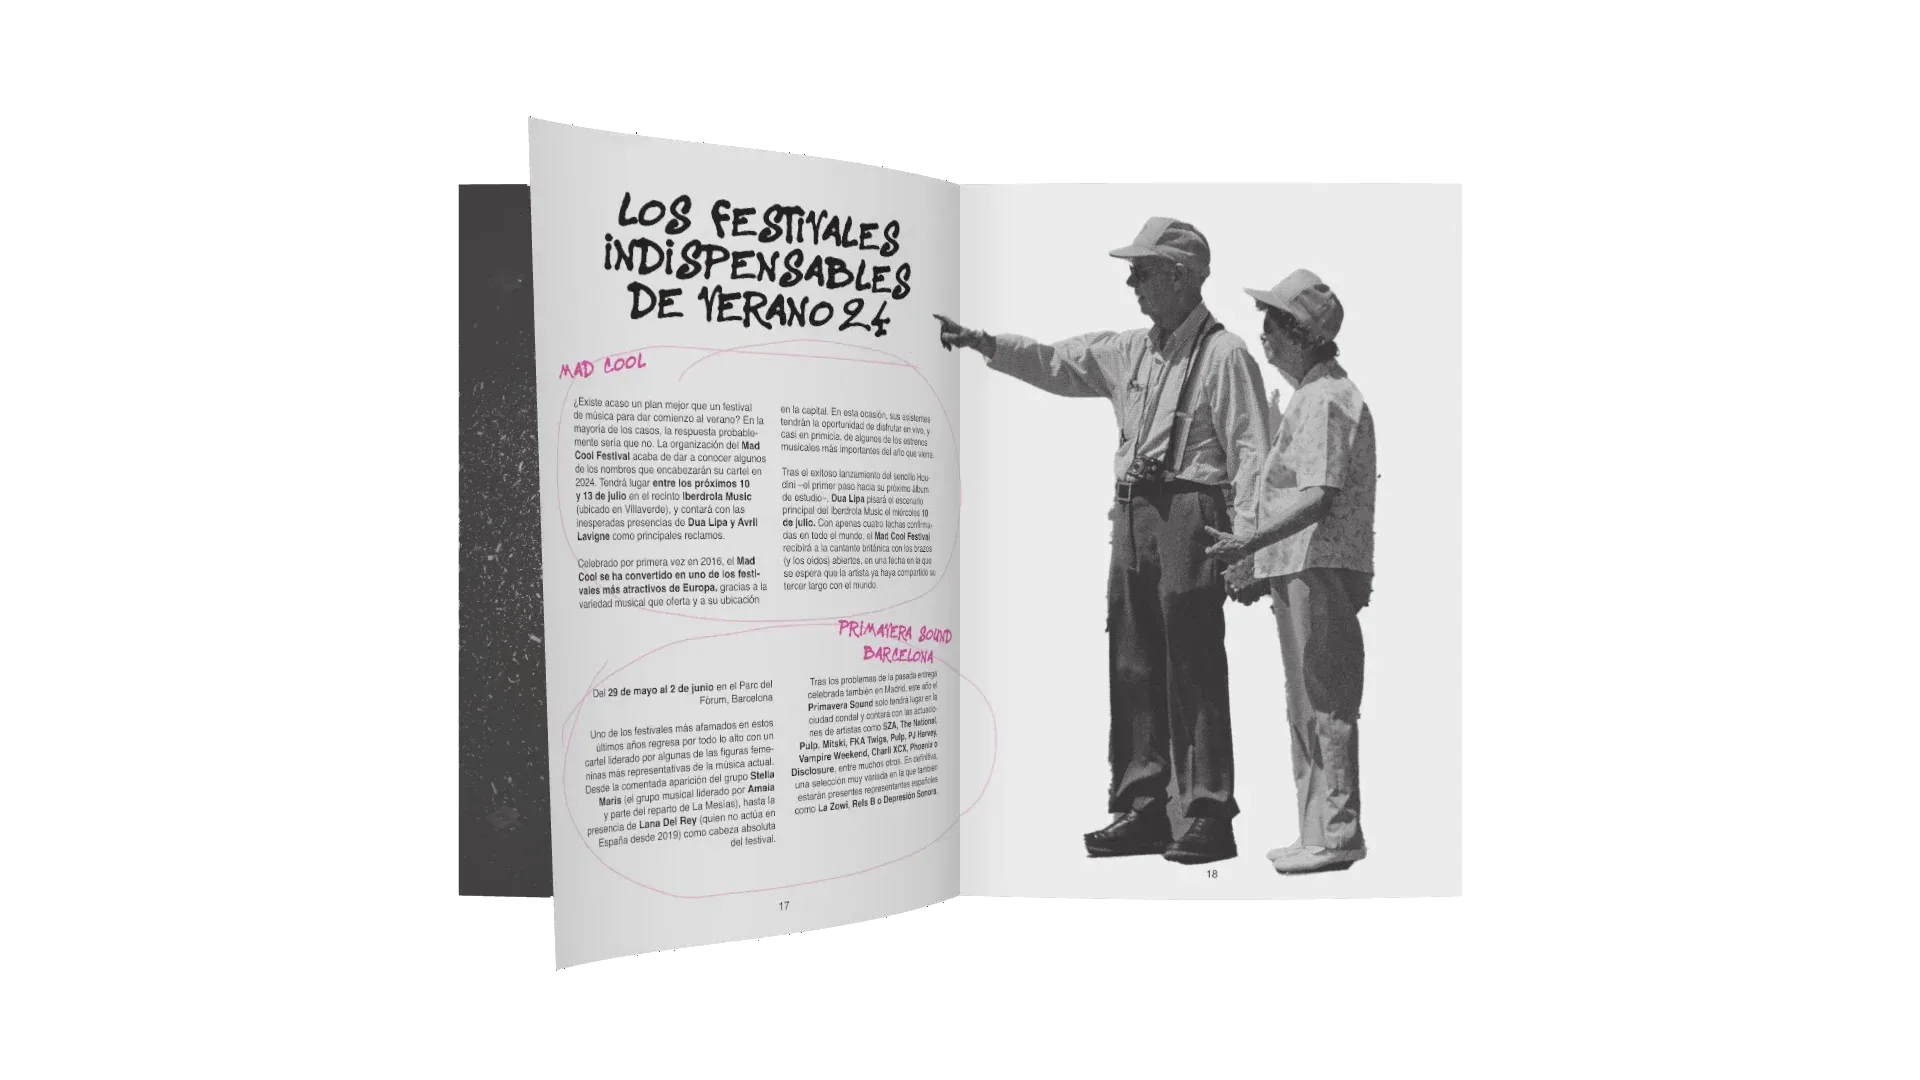 LOS FESTIVALES
INDISPENSABLES
DE VERANO 24
MAD COOL
¿Existe acaso un plan mejor que un festival
de música para dar comienzo al verano? En la
mayoría de los casos, la respuesta probable-
mente sería que no. La organización del Mad
Cool Festival acaba de dar a conocer algunos
de los nombres que encabezarán su cartel en
2024. Tendrá lugar entre los próximos 10
y 13 de julio en el recinto Iberdrola Music
(ubicado en Villaverde), y contará con las
inesperadas presencias de Dua Lipa y Avril
Lavigne como principales reclamos.
Celebrado por primera vez en 2016, el Mad
Cool se ha convertido en uno de los festi-
vales más atractivos de Europa, gracias a la
variedad musical que oferta y a su ubicación
en la capital. En esta ocasión, sus asistentes
tendrán la oportunidad de disfrutar en vivo, y
casi en primicia, de algunos de los estrenos
musicales más importantes del año que viene.
Tras el exitoso lanzamiento del sencillo Hou-
dini –el primer paso hacia su próximo álbum
de estudio–, Dua Lipa pisará el escenario
principal del Iberdrola Music el miércoles 10
de julio. Con apenas cuatro fechas confirma-
das en todo el mundo, el Mad Cool Festival
recibirá a la cantante británica con los brazos
(y los oídos) abiertos, en una fecha en la que
se espera que la artista ya haya compartido su
tercer largo con el mundo.
PRIMAVERA SOUND
BARCELONA
Del 29 de mayo al 2 de junio en el Parc del
Fòrum, Barcelona
Uno de los festivales más afamados en estos
últimos años regresa por todo lo alto con un
cartel liderado por algunas de las figuras feme-
ninas más representativas de la música actual.
Desde la comentada aparición del grupo Stella
Maris (el grupo musical liderado por Amaia
y parte del reparto de La Mesías), hasta la
presencia de Lana Del Rey (quien no actúa en
España desde 2019) como cabeza absoluta
del festival.
Tras los problemas de la pasada entrega
celebrada también en Madrid, este año el
Primavera Sound solo tendrá lugar en la
ciudad condal y contará con las actuacio-
nes de artistas como SZA, The National,
Pulp, Mitski, FKA Twigs, Pulp, PJ Harvey,
Vampire Weekend, Charli XCX, Phoenix o
Disclosure, entre muchos otros. En definitiva,
una selección muy variada en la que también
estarán presentes representantes españoles
como La Zowi, Rels B o Depresión Sonora.
17
18